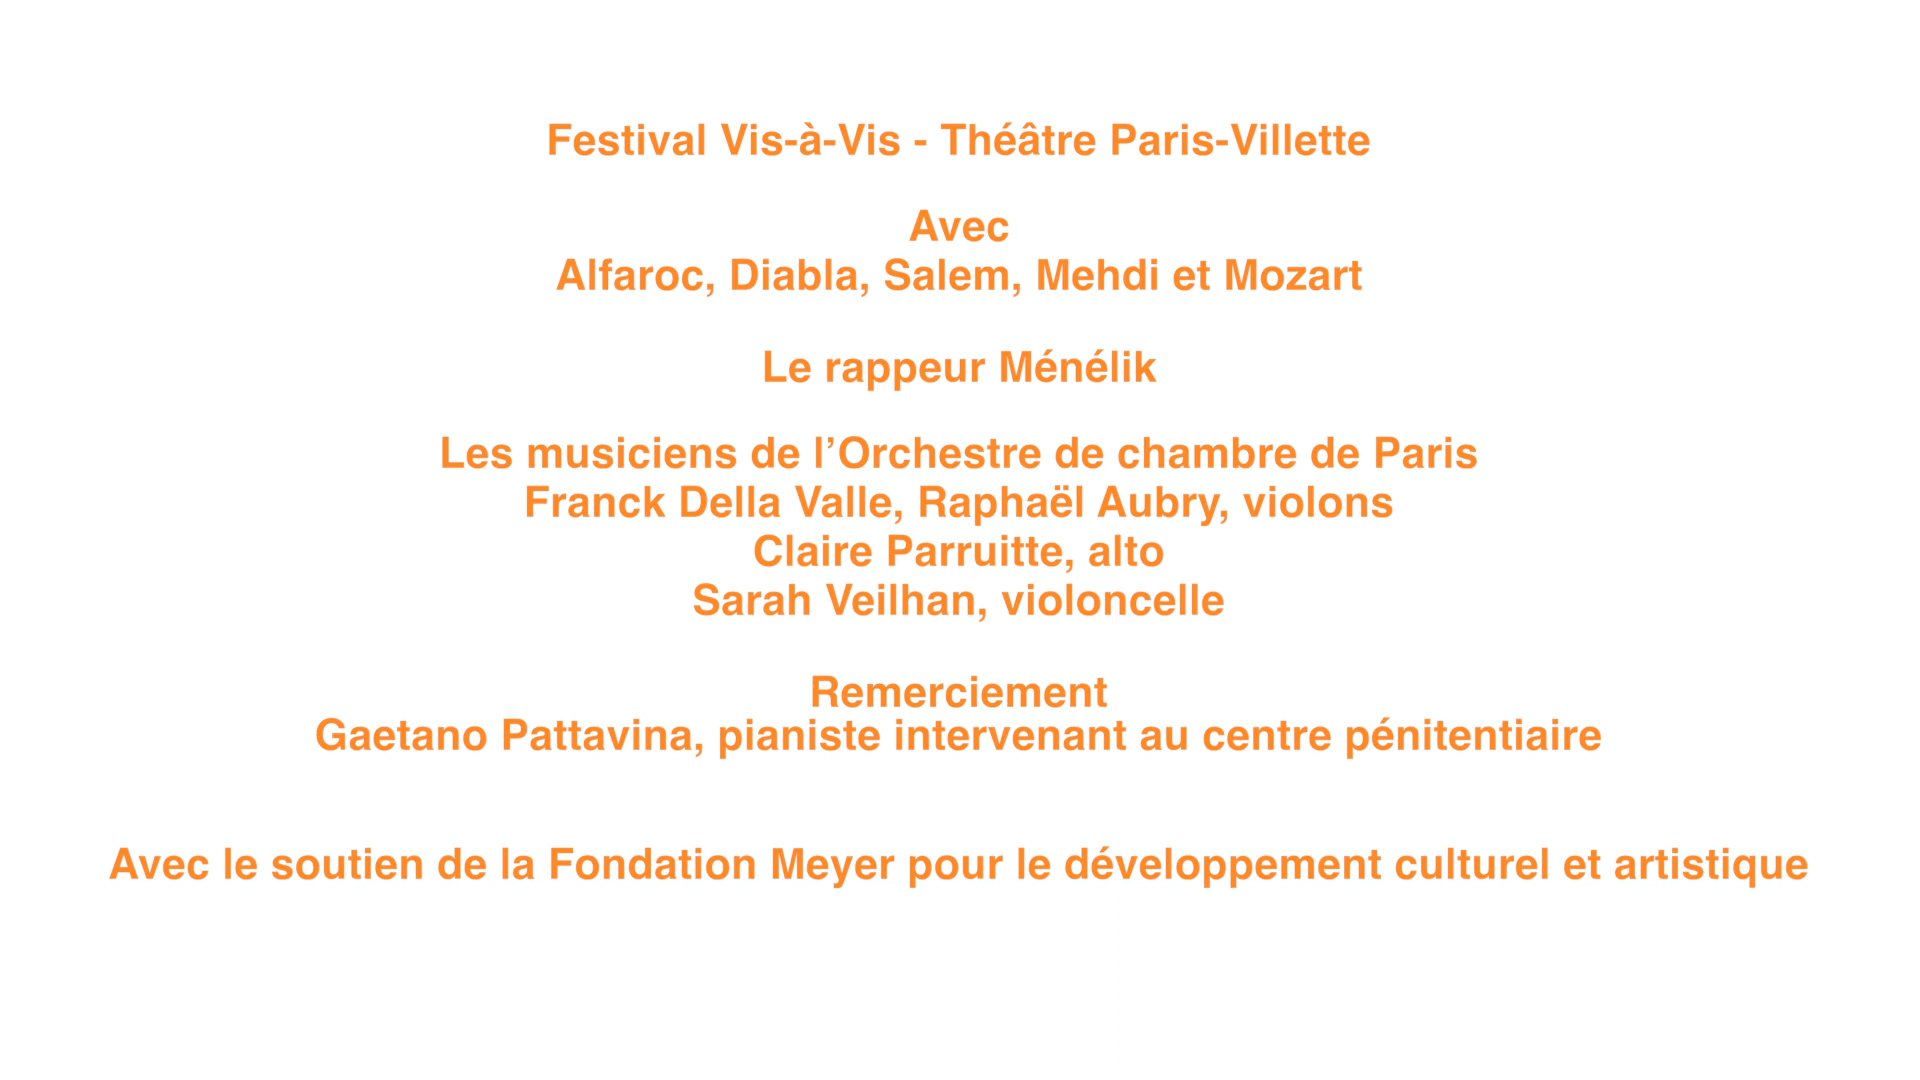 Festival Vis-à-Vis - Théâtre Paris-Villette
Avec
Alfaroc, Diabla, Salem, Mehdi et Mozart
Le rappeur Ménélik
Les musiciens de l’Orchestre de chambre de Paris
Franck Della Valle, Raphaël Aubry, violons
Claire Parruitte, alto
Sarah Veilhan, violoncelle
Remerciement
Gaetano Pattavina, pianiste intervenant au centre pénitentiaire
Avec le soutien de la Fondation Meyer pour le développement culturel et artistique